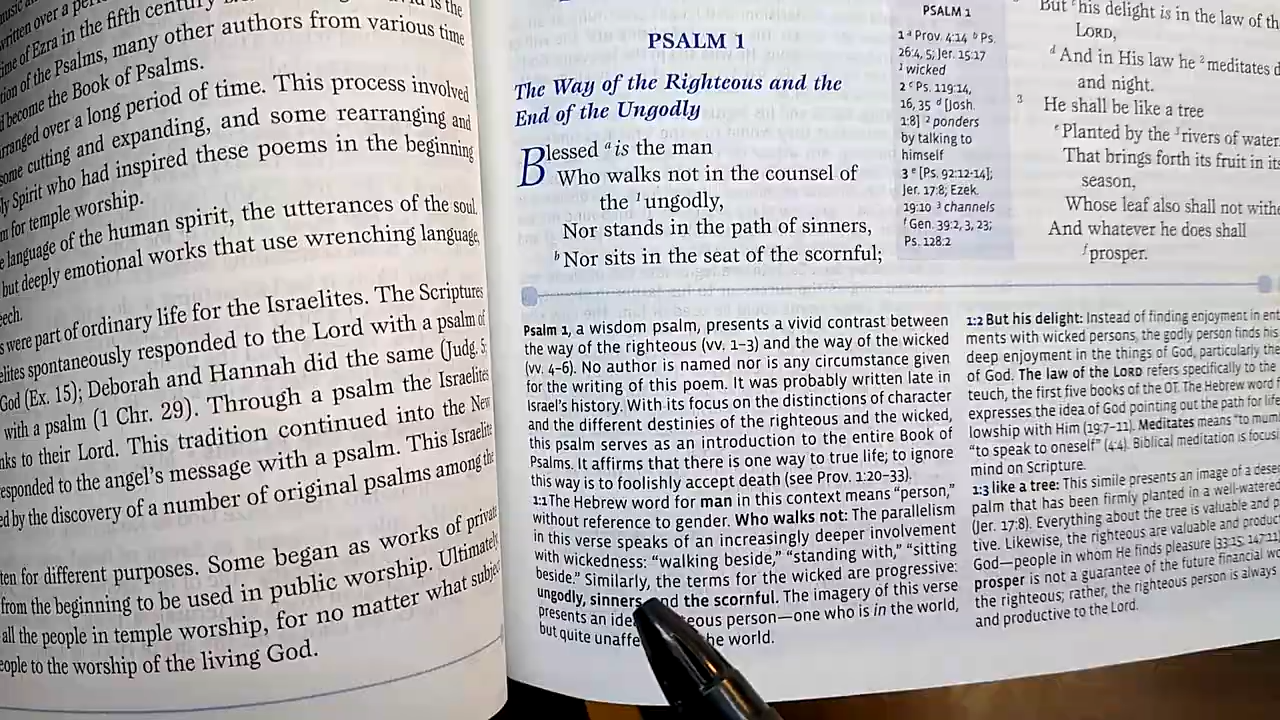 is the
written over a
time of Ezra in the fifth century
tion of the Psalms, many other authors from various time
become the Book of Psalms.
rranged over a long period of time. This process involved
some cutting and expanding, and some rearranging and
ly Spirit who had inspired these poems in the beginning
m for temple worship.
e language of the human spirit, the utterances of the soul.
but deeply emotional works that use wrenching language,
eech.
s were part of ordinary life for the Israelites. The Scriptures
elites spontaneously responded to the Lord with a psalm of
God (Ex. 15); Deborah and Hannah did the same (Judg. 5;
with a psalm (1 Chr. 29). Through a psalm the Israelites
nks to their Lord. This tradition continued into the New
esponded to the angel's message with a psalm. This Israelite
ed by the discovery of a number of original psalms among the
ten for different purposes. Some began as works of private
from the beginning to be used in public worship. Ultimately
all the people in temple worship, for no matter what subjec
eople to the worship of the living God.
PSALM 1
The Way of the Righteous and the
End of the Ungodly
Blessed a is the man
Who walks not in the counsel of
the 1 ungodly,
Nor stands in the path of sinners,
b Nor sits in the seat of the scornful;
PSALM 1
1 a Prov. 4:14 b Ps.
26:4, 5; Jer. 15:17
1 wicked
2 c Ps. 119:14,
16, 35 d [Josh.
1:8] 2 ponders
by talking to
himself
3 e [Ps. 92:12-14];
Jer. 17:8; Ezek.
19:10 3 channels
f Gen. 39:2, 3, 23;
Ps. 128:2
But c his delight is in the law of th
LORD,
d And in His law he 2 meditates d
and night.
3 He shall be like a tree
e Planted by the 3 rivers of water
That brings forth its fruit in its
season,
Whose leaf also shall not withe
And whatever he does shall
f prosper.
Psalm 1, a wisdom psalm, presents a vivid contrast between
the way of the righteous (vv. 1–3) and the way of the wicked
(vv. 4–6). No author is named nor is any circumstance given
for the writing of this poem. It was probably written late in
Israel's history. With its focus on the distinctions of character
and the different destinies of the righteous and the wicked,
this psalm serves as an introduction to the entire Book of
Psalms. It affirms that there is one way to true life; to ignore
this way is to foolishly accept death (see Prov. 1:20–33).
1:1 The Hebrew word for man in this context means "person,"
without reference to gender. Who walks not: The parallelism
in this verse speaks of an increasingly deeper involvement
with wickedness: "walking beside," "standing with," "sitting
beside." Similarly, the terms for the wicked are progressive:
ungodly, sinners, and the scornful. The imagery of this verse
presents an ide eous person—one who is in the world,
but quite unaffe he world.
1:2 But his delight: Instead of finding enjoyment in ent
ments with wicked persons, the godly person finds his
deep enjoyment in the things of God, particularly the
of God. The law of the LORD refers specifically to the
teuch, the first five books of the OT. The Hebrew word f
expresses the idea of God pointing out the path for life
lowship with Him (19:7–11). Meditates means "to mum
"to speak to oneself" (4:4). Biblical meditation is focusi
mind on Scripture.
1:3 like a tree: This simile presents an image of a deser
palm that has been firmly planted in a well-watered
(Jer. 17:8). Everything about the tree is valuable and p
tive. Likewise, the righteous are valuable and produc
God—people in whom He finds pleasure (33:15; 147:11
prosper is not a guarantee of the future financial wo
the righteous; rather, the righteous person is always
and productive to the Lord.